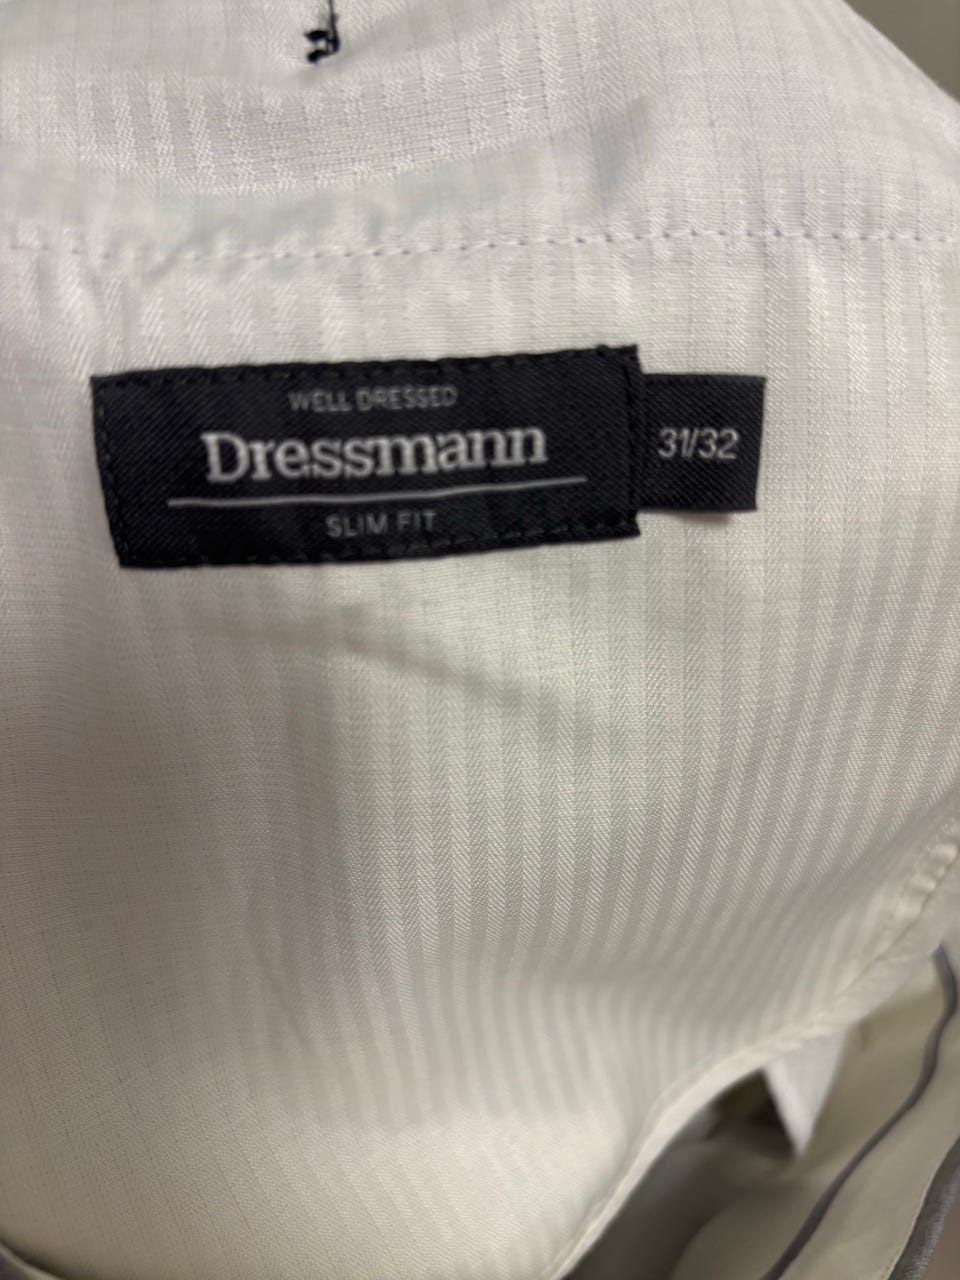 WELL DRESSED
Dressmann
SLIM FIT
31/32